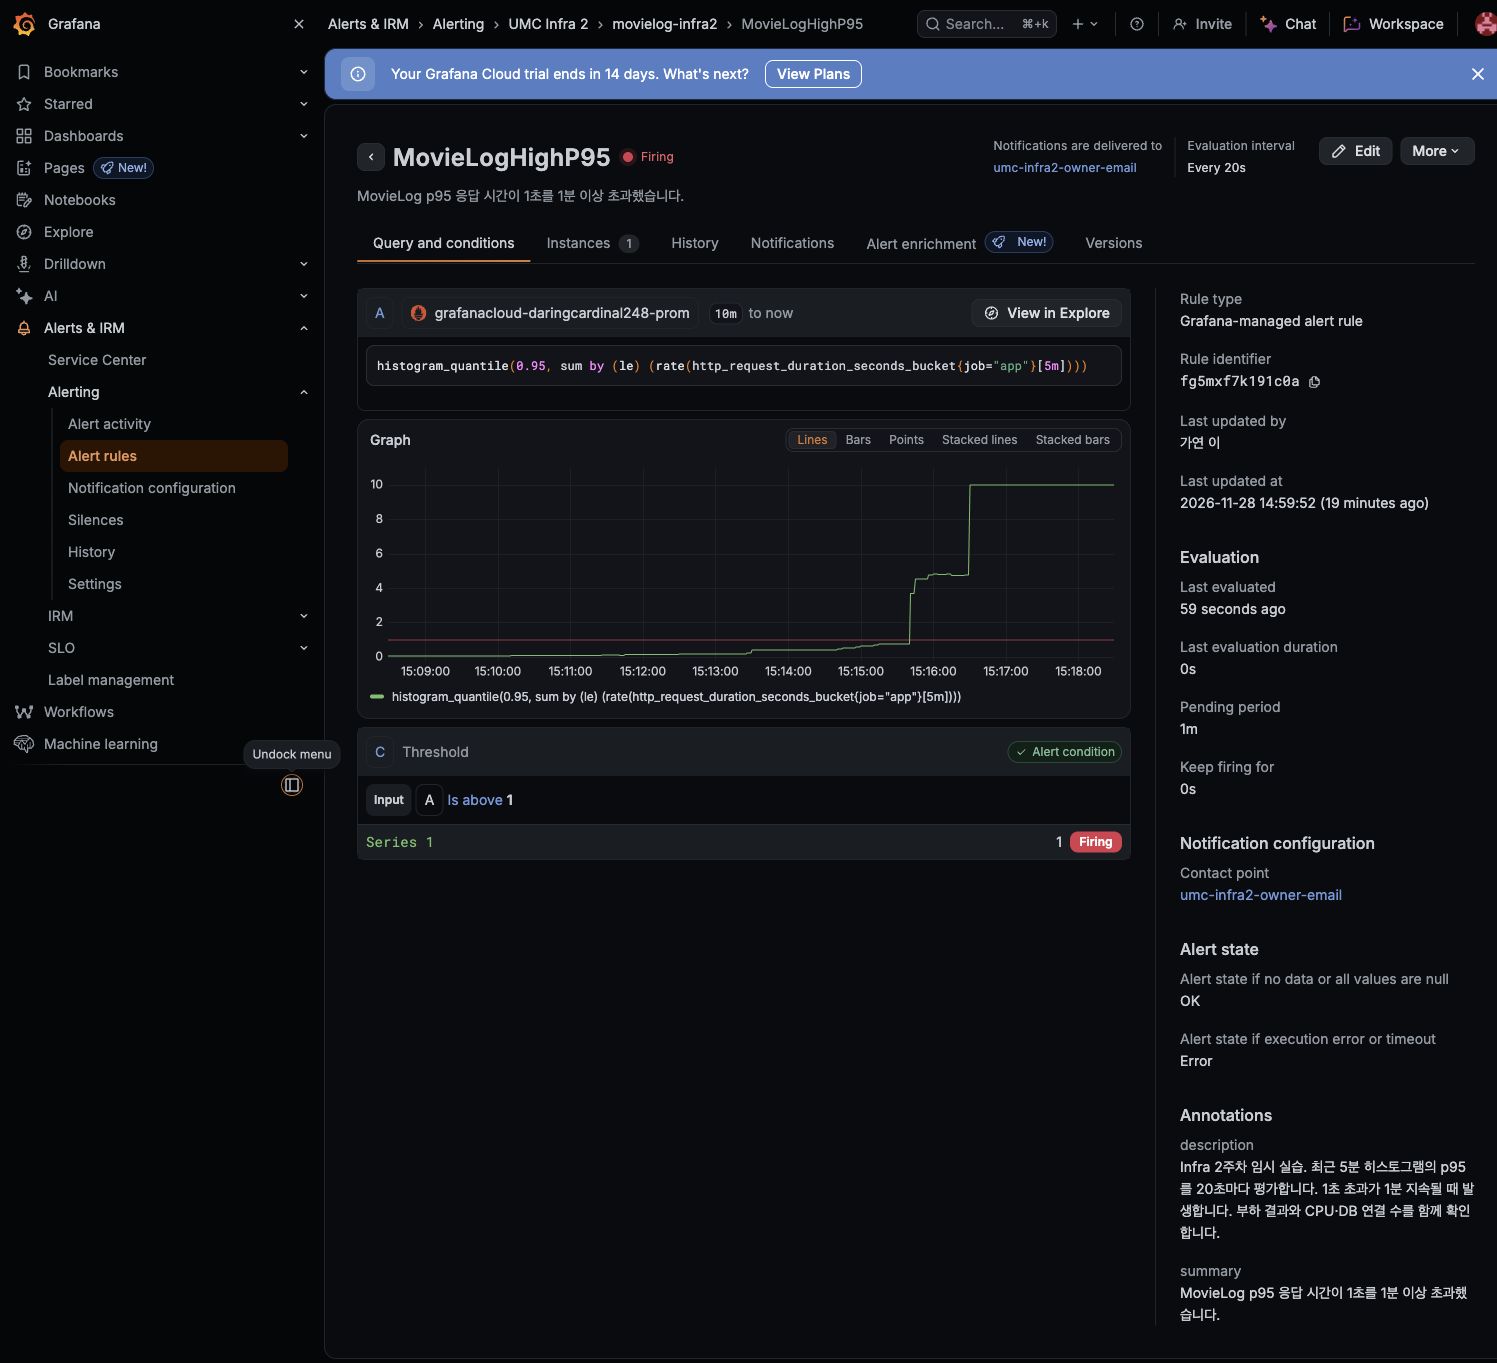 Grafana
Alerts & IRM › Alerting › UMC Infra 2 › movielog-infra2 › MovieLogHighP95
Search... ⌘+k
Invite
Chat
Workspace
Bookmarks
Starred
Dashboards
Pages New!
Notebooks
Explore
Drilldown
AI
Alerts & IRM
Service Center
Alerting
Alert activity
Alert rules
Notification configuration
Silences
History
Settings
IRM
SLO
Label management
Workflows
Machine learning
Undock menu
Your Grafana Cloud trial ends in 14 days. What's next? View Plans
MovieLogHighP95 Firing
Notifications are delivered to
umc-infra2-owner-email
Evaluation interval
Every 20s
Edit
More
MovieLog p95 응답 시간이 1초를 1분 이상 초과했습니다.
Query and conditions Instances 1 History Notifications Alert enrichment New! Versions
A grafanacloud-daringcardinal248-prom 10m to now View in Explore
histogram_quantile(0.95, sum by (le) (rate(http_request_duration_seconds_bucket{job="app"}[5m])))
Graph
Lines Bars Points Stacked lines Stacked bars
10
8
6
4
2
0
15:09:00 15:10:00 15:11:00 15:12:00 15:13:00 15:14:00 15:15:00 15:16:00 15:17:00 15:18:00
histogram_quantile(0.95, sum by (le) (rate(http_request_duration_seconds_bucket{job="app"}[5m])))
C Threshold Alert condition
Input A Is above 1
Series 1 1 Firing
Rule type
Grafana-managed alert rule
Rule identifier
fg5mxf7k191c0a
Last updated by
가연 이
Last updated at
2026-11-28 14:59:52 (19 minutes ago)
Evaluation
Last evaluated
59 seconds ago
Last evaluation duration
0s
Pending period
1m
Keep firing for
0s
Notification configuration
Contact point
umc-infra2-owner-email
Alert state
Alert state if no data or all values are null
OK
Alert state if execution error or timeout
Error
Annotations
description
Infra 2주차 임시 실습. 최근 5분 히스토그램의 p95
를 20초마다 평가합니다. 1초 초과가 1분 지속될 때 발
생합니다. 부하 결과와 CPU·DB 연결 수를 함께 확인
합니다.
summary
MovieLog p95 응답 시간이 1초를 1분 이상 초과했
습니다.